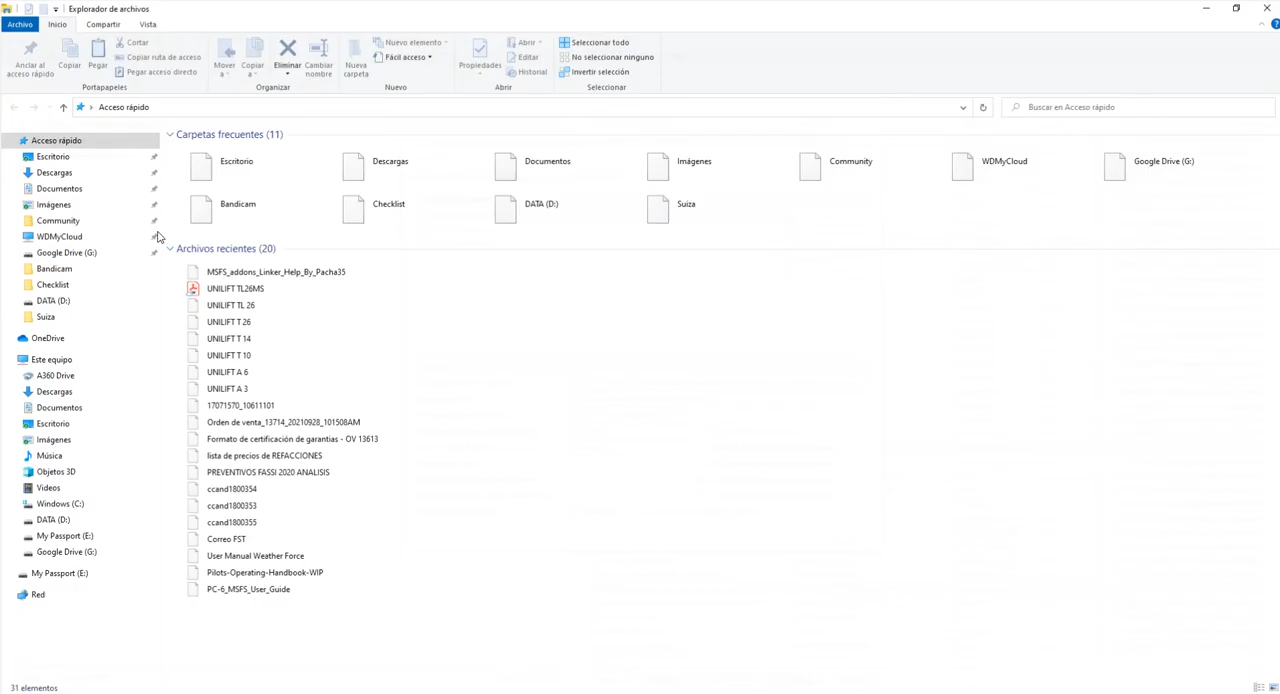 Explorador de archivos
Archivo Inicio Compartir Vista
Anclar al acceso rápido
Copiar
Pegar
Cortar
Copiar ruta de acceso
Pegar acceso directo
Portapapeles
Mover a
Copiar a
Eliminar
Cambiar nombre
Organizar
Nueva carpeta
Nuevo elemento
Fácil acceso
Nuevo
Propiedades
Abrir
Editar
Historial
Abrir
Seleccionar todo
No seleccionar ninguno
Invertir selección
Seleccionar
Acceso rápido
Buscar en Acceso rápido
Acceso rápido
Escritorio
Descargas
Documentos
Imágenes
Community
WDMyCloud
Google Drive (G:)
Bandicam
Checklist
DATA (D:)
Suiza
OneDrive
Este equipo
A360 Drive
Descargas
Documentos
Escritorio
Imágenes
Música
Objetos 3D
Videos
Windows (C:)
DATA (D:)
My Passport (E:)
Google Drive (G:)
My Passport (E:)
Red
Carpetas frecuentes (11)
Escritorio
Descargas
Documentos
Imágenes
Community
WDMyCloud
Google Drive (G:)
Bandicam
Checklist
DATA (D:)
Suiza
Archivos recientes (20)
MSFS_addons_Linker_Help_By_Pacha35
UNILIFT TL26MS
UNILIFT TL 26
UNILIFT T 26
UNILIFT T 14
UNILIFT T 10
UNILIFT A 6
UNILIFT A 3
17071570_10611101
Orden de venta_13714_20210928_101508AM
Formato de certificación de garantias - OV 13613
lista de precios de REFACCIONES
PREVENTIVOS FASSI 2020 ANALISIS
ccand1800354
ccand1800353
ccand1800355
Correo FST
User Manual Weather Force
Pilots-Operating-Handbook-WIP
PC-6_MSFS_User_Guide
31 elementos